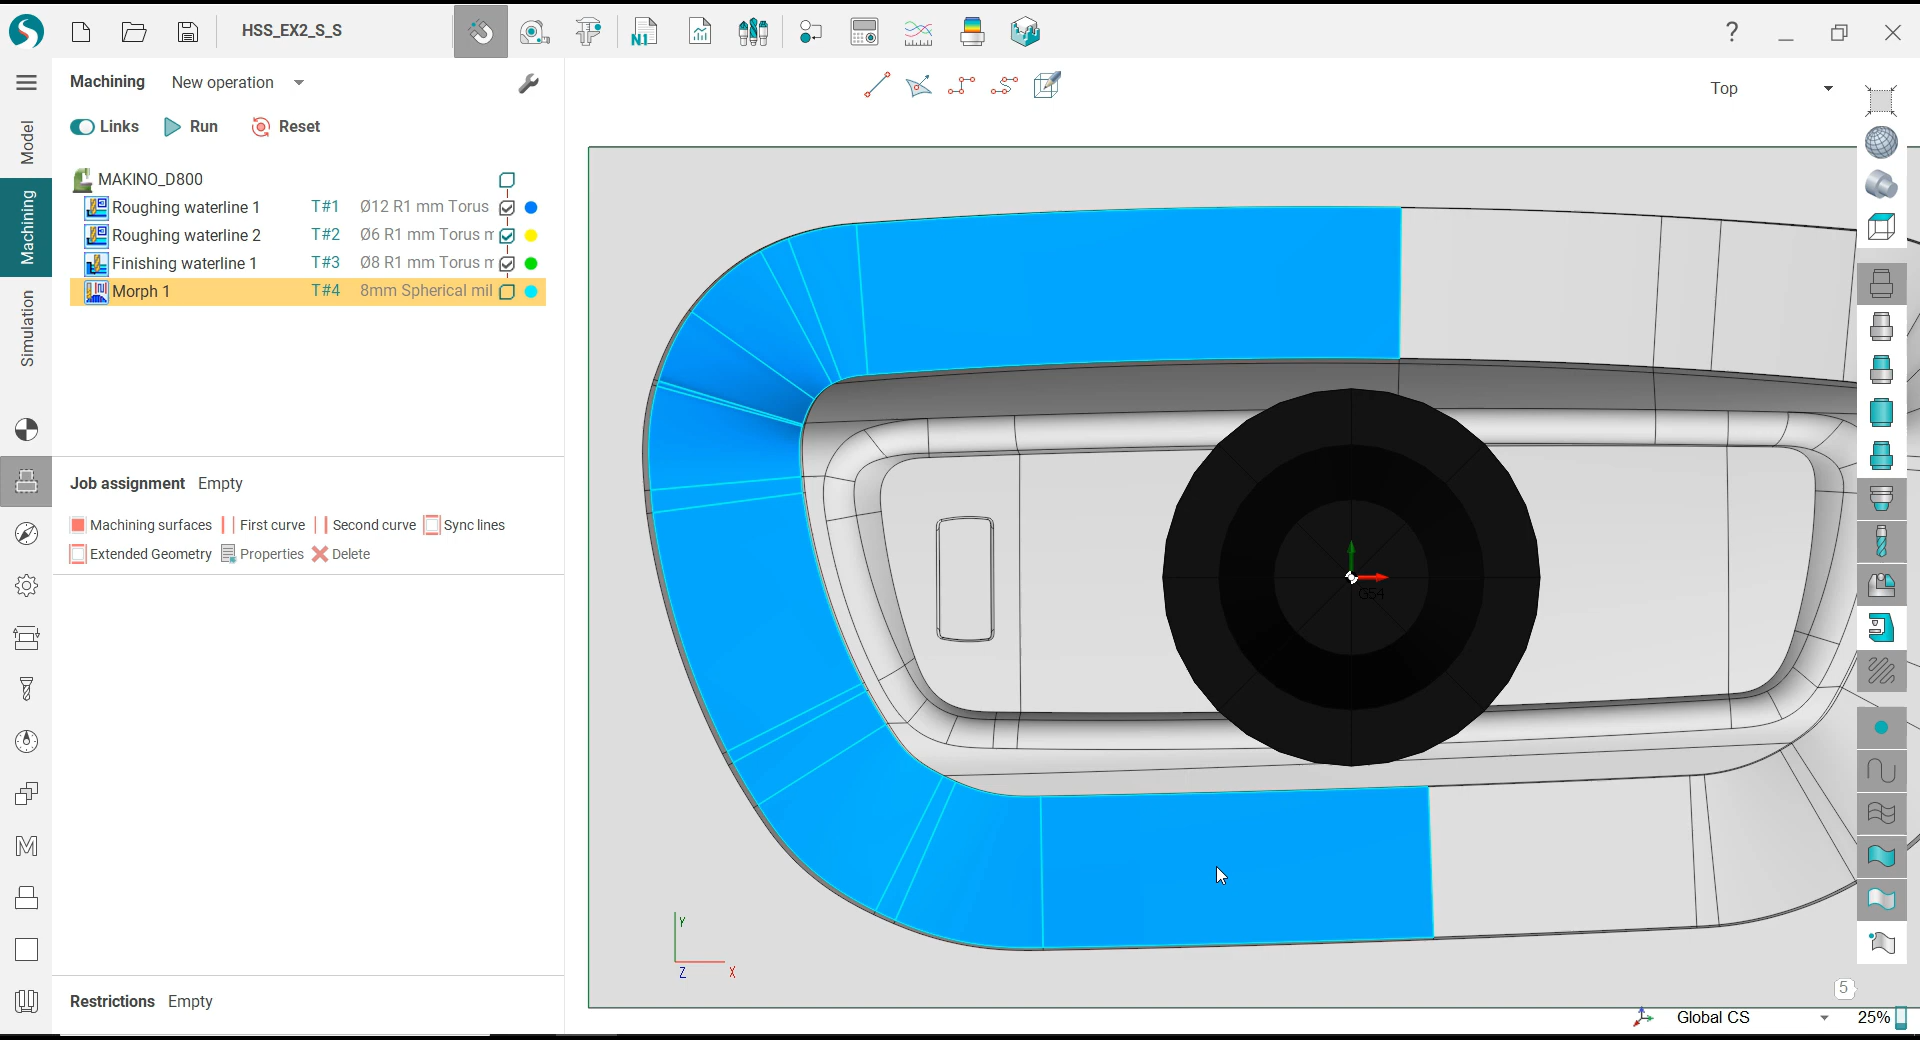 HSS_EX2_S_S
N1
?
Machining New operation
Top
Links Run Reset
Model
Machining
Simulation
MAKINO_D800
Roughing waterline 1 T#1 Ø12 R1 mm Torus
Roughing waterline 2 T#2 Ø6 R1 mm Torus
Finishing waterline 1 T#3 Ø8 R1 mm Torus
Morph 1 T#4 8mm Spherical mil
Job assignment Empty
Machining surfaces First curve Second curve Sync lines
Extended Geometry Properties Delete
G54
Y
Z X
M
Restrictions Empty
5
Global CS 25%